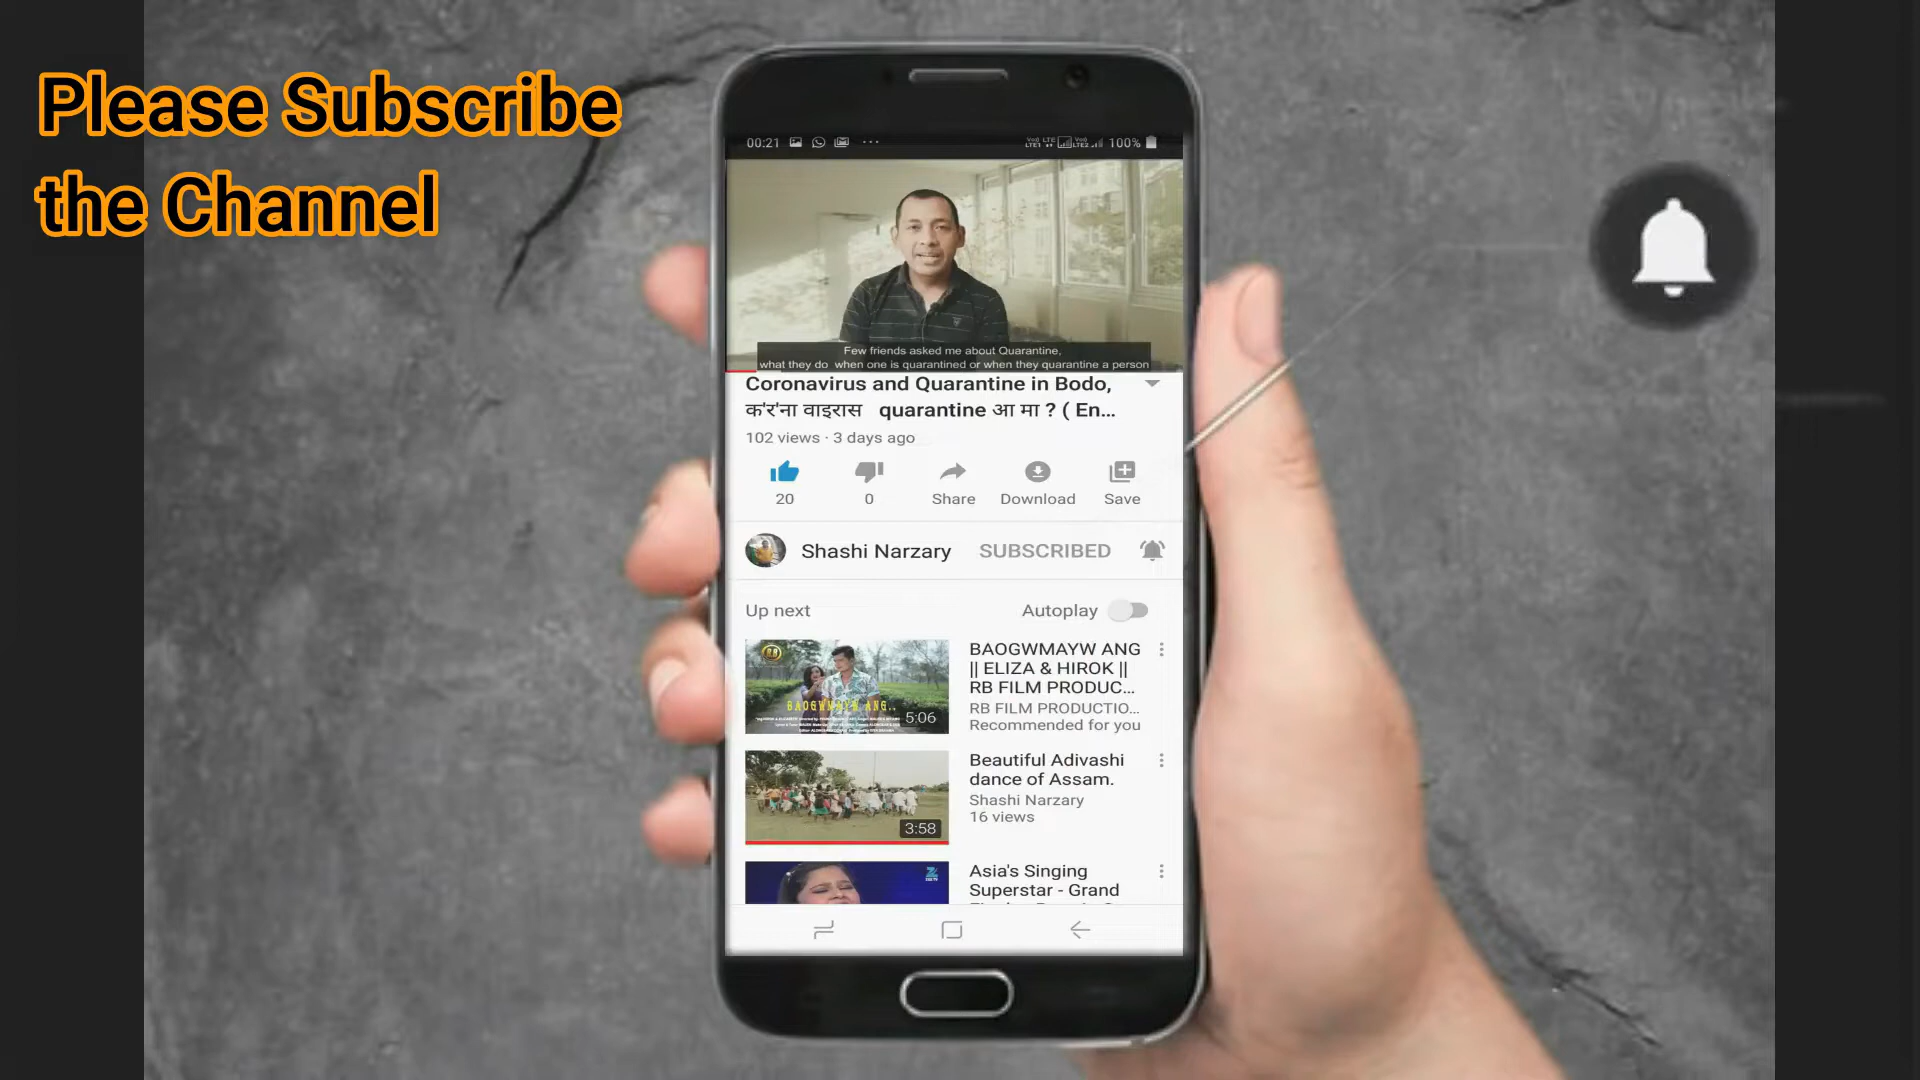 Please Subscribe
the Channel
00:21
100%
Few friends asked me about Quarantine,
what they do when one is quarantined or when they quarantine a person
Coronavirus and Quarantine in Bodo,
क'र'ना वाइरास quarantine आ मा ? ( En...
102 views · 3 days ago
20
0
Share
Download
Save
Shashi Narzary
SUBSCRIBED
Up next
Autoplay
BAOGWMAYW ANG..
5:06
BAOGWMAYW ANG
|| ELIZA & HIROK ||
RB FILM PRODUC...
RB FILM PRODUCTIO...
Recommended for you
3:58
Beautiful Adivashi
dance of Assam.
Shashi Narzary
16 views
Asia's Singing
Superstar - Grand